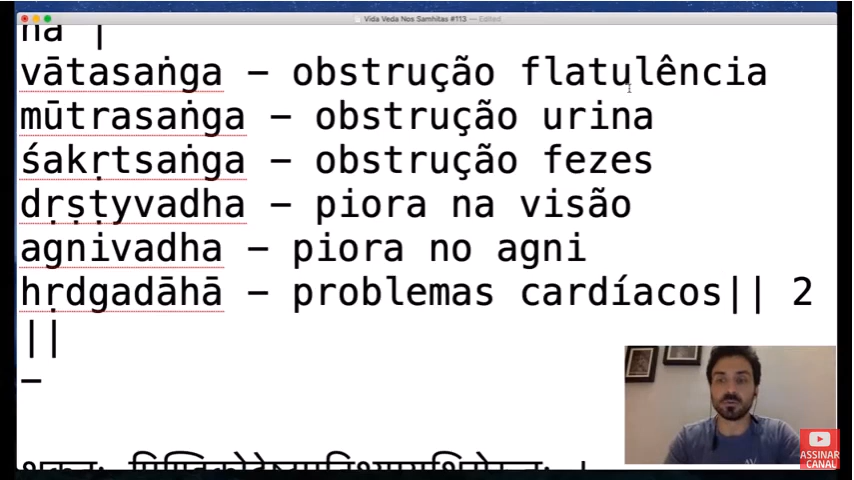 Vida Veda Nos Samhitas #113 — Edited
na |
vātasaṅga – obstrução flatulência
mūtrasaṅga – obstrução urina
śakṛtsaṅga – obstrução fezes
dṛṣṭyvadha – piora na visão
agnivadha – piora no agni
hṛdgadāhā – problemas cardíacos|| 2
||
–
ASSINAR
CANAL